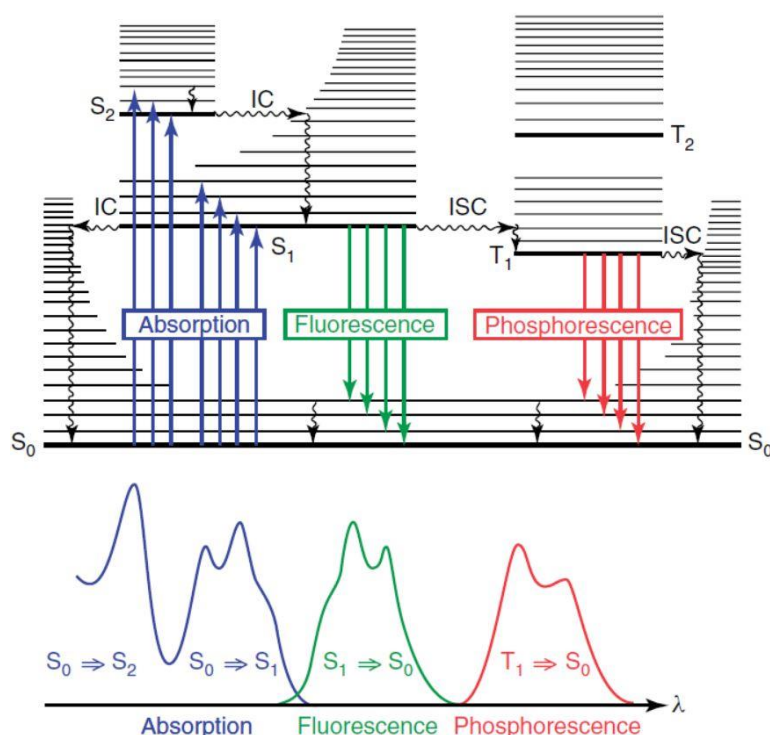 S₂
IC
T₂
IC
ISC
ISC
S₁
T₁
Absorption
Fluorescence
Phosphorescence
S₀
S₀
S₀ ⇒ S₂
S₀ ⇒ S₁
S₁ ⇒ S₀
T₁ ⇒ S₀
λ
Absorption
Fluorescence
Phosphorescence